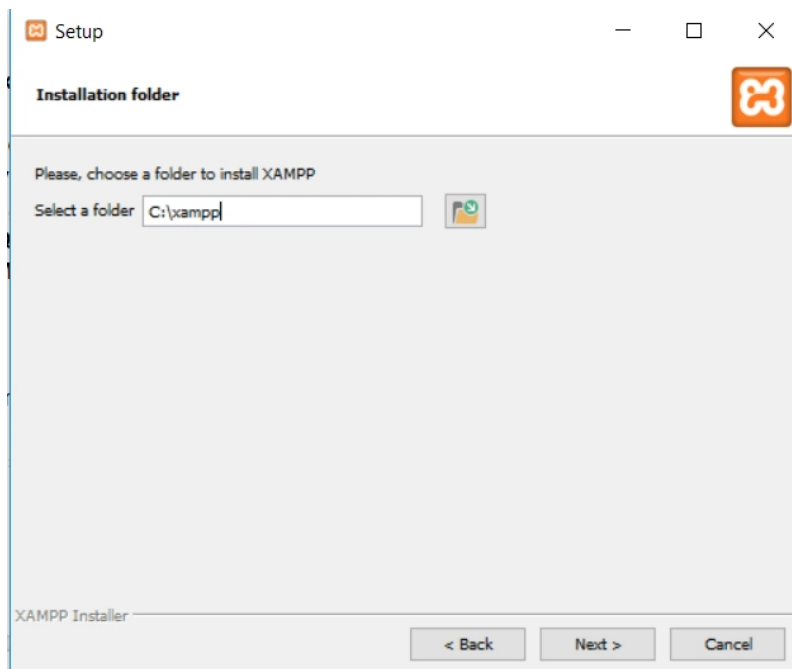 Setup
Installation folder
Please, choose a folder to install XAMPP
Select a folder C:\xampp
XAMPP Installer
< Back Next > Cancel